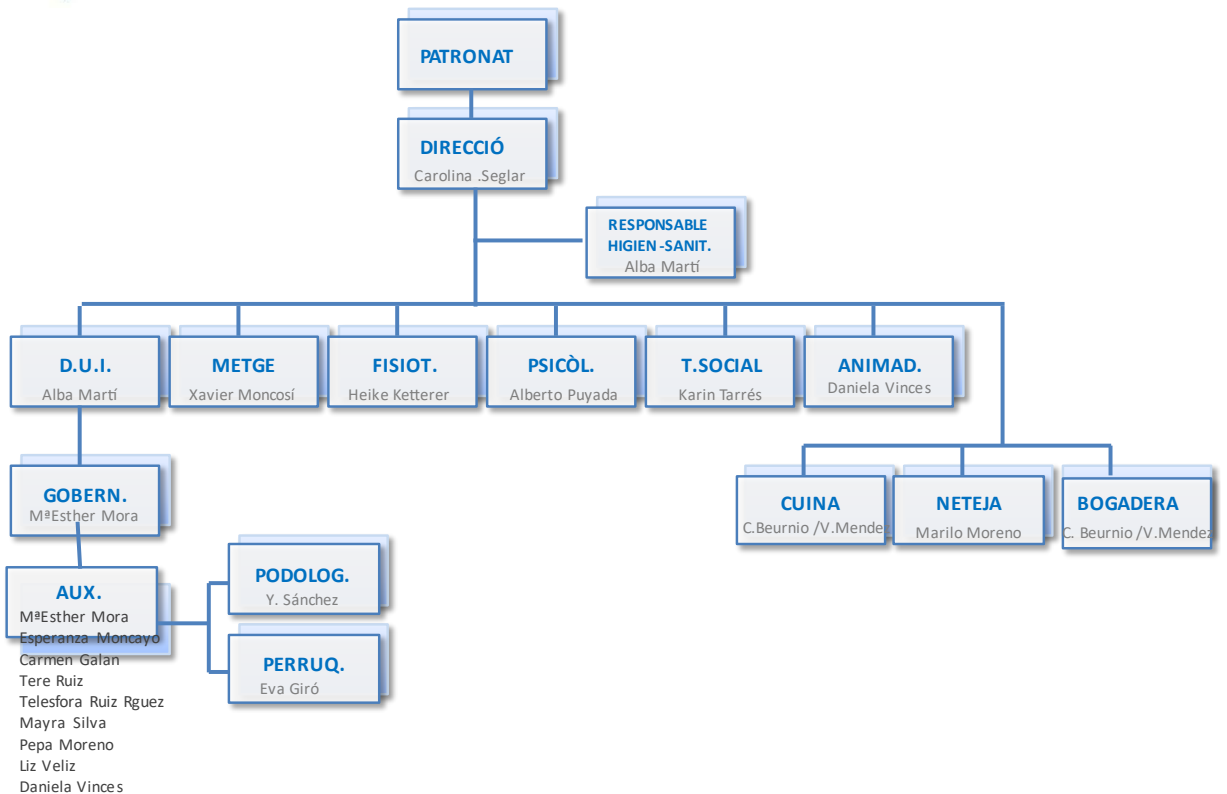 PATRONAT
DIRECCIÓ
Carolina .Seglar
RESPONSABLE
HIGIEN-SANIT.
Alba Martí
D.U.I.
Alba Martí
METGE
Xavier Moncosí
FISIOT.
Heike Ketterer
PSICÒL.
Alberto Puyada
T.SOCIAL
Karin Tarrés
ANIMAD.
Daniela Vinces
GOBERN.
MªEsther Mora
CUINA
C.Beurnio /V.Mende
NETEJA
Marilo Moreno
BOGADERA
C. Beurnio /V.Mendez
AUX.
MªEsther Mora
Esperanza Moncayo
Carmen Galan
Tere Ruiz
Telesfora Ruiz Rguez
Mayra Silva
Pepa Moreno
Liz Veliz
Daniela Vinces
PODOLOG.
Y. Sánchez
PERRUQ.
Eva Giró